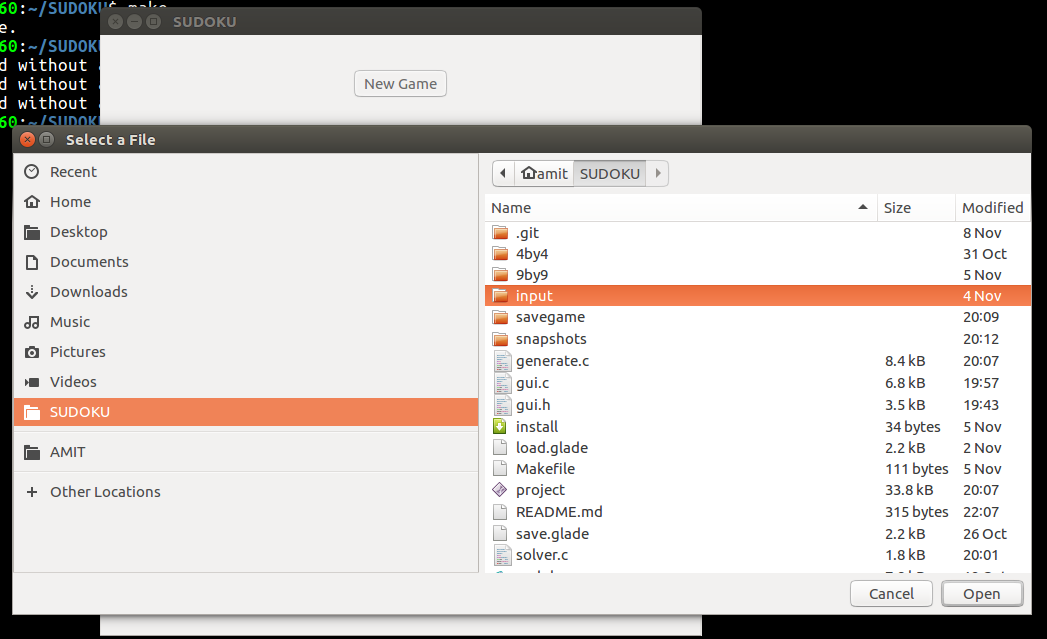 60:~/SUDOKU$ make
e.
60:~/SUDOKU
d without
d without
d without
60:~/SUDOKU
SUDOKU
New Game
Select a File
Recent
Home
Desktop
Documents
Downloads
Music
Pictures
Videos
SUDOKU
AMIT
Other Locations
amit SUDOKU
Name Size Modified
.git 8 Nov
4by4 31 Oct
9by9 5 Nov
input 4 Nov
savegame 20:09
snapshots 20:12
generate.c 8.4 kB 20:07
gui.c 6.8 kB 19:57
gui.h 3.5 kB 19:43
install 34 bytes 5 Nov
load.glade 2.2 kB 2 Nov
Makefile 111 bytes 5 Nov
project 33.8 kB 20:07
README.md 315 bytes 22:07
save.glade 2.2 kB 26 Oct
solver.c 1.8 kB 20:01
Cancel Open